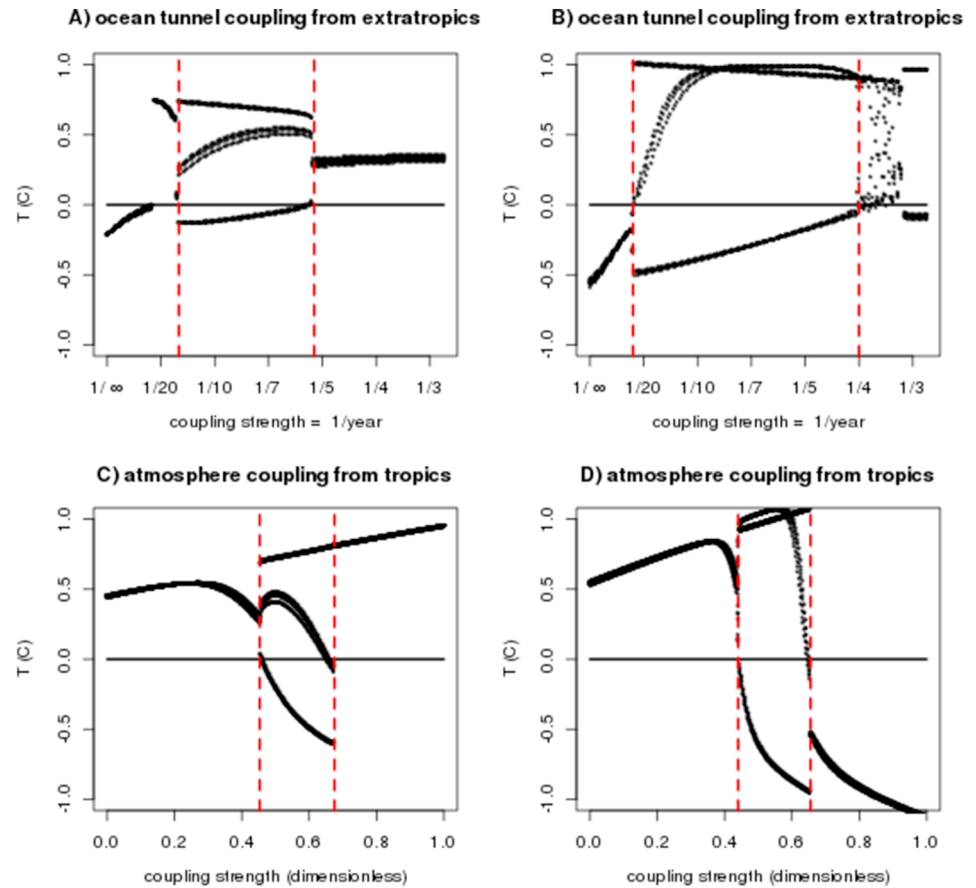 A) ocean tunnel coupling from extratropics
B) ocean tunnel coupling from extratropics
T (C)
1.0
0.5
0.0
-0.5
-1.0
1/ ∞ 1/20 1/10 1/7 1/5 1/4 1/3
coupling strength = 1/year
T (C)
1.0
0.5
0.0
-0.5
-1.0
1/ ∞ 1/20 1/10 1/7 1/5 1/4 1/3
coupling strength = 1/year
C) atmosphere coupling from tropics
D) atmosphere coupling from tropics
T (C)
1.0
0.5
0.0
-0.5
-1.0
0.0 0.2 0.4 0.6 0.8 1.0
coupling strength (dimensionless)
T (C)
1.0
0.5
0.0
-0.5
-1.0
0.0 0.2 0.4 0.6 0.8 1.0
coupling strength (dimensionless)